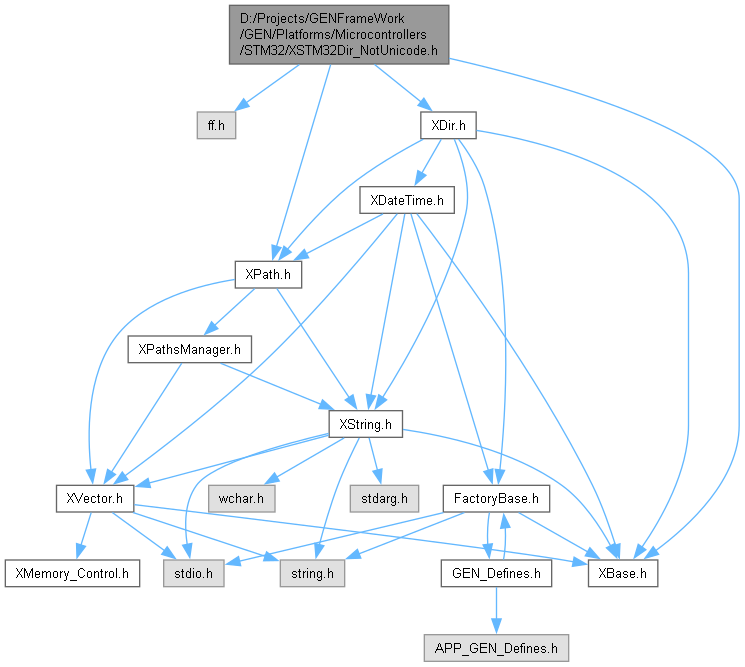 D:/Projects/GENFrameWork
/GEN/Platforms/Microcontrollers
/STM32/XSTM32Dir_NotUnicode.h
ff.h
XDir.h
XDateTime.h
XPath.h
XPathsManager.h
XString.h
XVector.h
wchar.h
stdarg.h
FactoryBase.h
XMemory_Control.h
stdio.h
string.h
GEN_Defines.h
XBase.h
APP_GEN_Defines.h